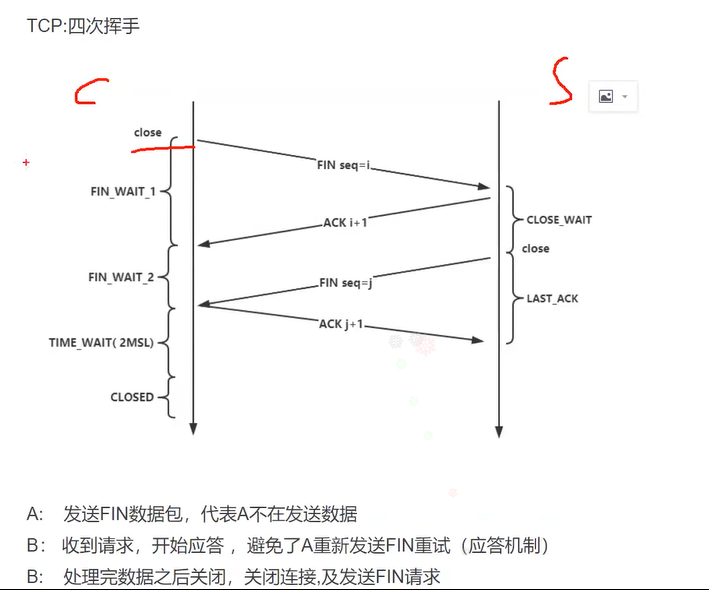 TCP:四次挥手
C
S
close
FIN seq=i
FIN_WAIT_1
ACK i+1
CLOSE_WAIT
close
FIN_WAIT_2
FIN seq=j
LAST_ACK
ACK j+1
TIME_WAIT( 2MSL)
CLOSED
A: 发送FIN数据包，代表A不在发送数据
B： 收到请求，开始应答 ，避免了A重新发送FIN重试（应答机制）
B: 处理完数据之后关闭，关闭连接,及发送FIN请求